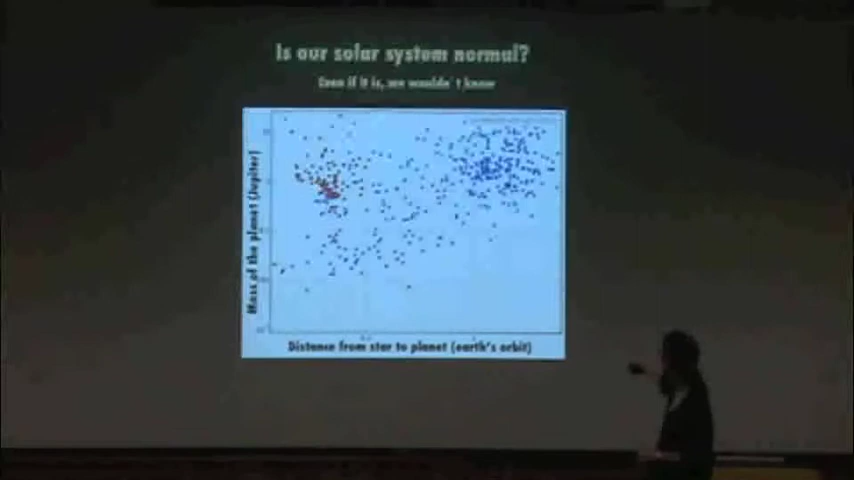 Is our solar system normal?
Even if it is, we wouldn't know
Mass of the planet (Jupiter)
Distance from star to planet (earth's orbit)